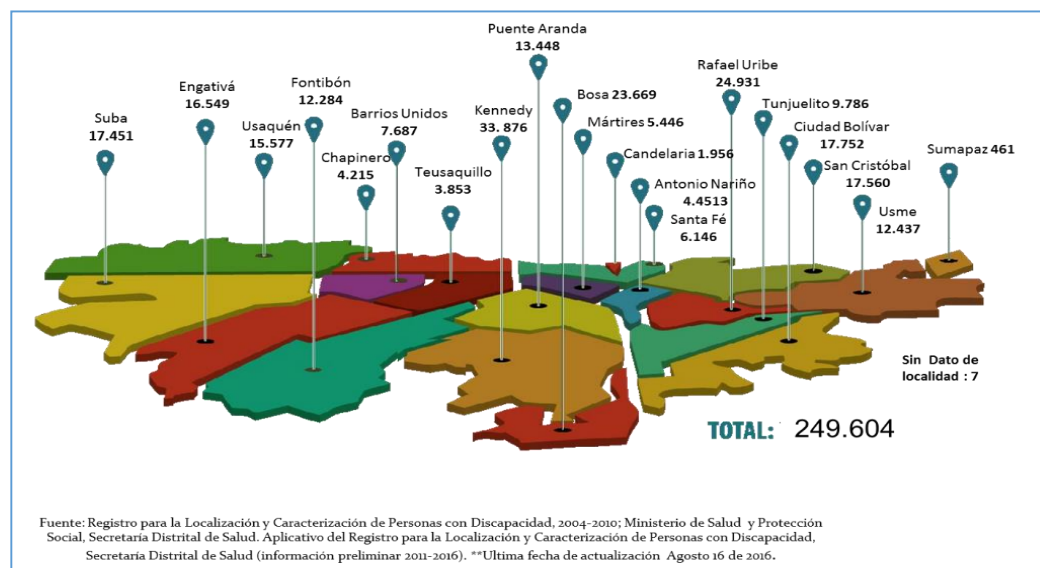 Puente Aranda
13.448
Rafael Uribe
24.931
Engativá
16.549
Fontibón
12.284
Bosa 23.669
Tunjuelito 9.786
Suba
17.451
Usaquén
15.577
Barrios Unidos
7.687
Kennedy
33. 876
Mártires 5.446
Ciudad Bolívar
17.752
Chapinero
4.215
Teusaquillo
3.853
Candelaria 1.956
San Cristóbal
17.560
Sumapaz 461
Antonio Nariño
4.4513
Santa Fé
6.146
Usme
12.437
Sin Dato de
localidad : 7
TOTAL: 249.604
Fuente: Registro para la Localización y Caracterización de Personas con Discapacidad, 2004-2010; Ministerio de Salud y Protección
Social, Secretaría Distrital de Salud. Aplicativo del Registro para la Localización y Caracterización de Personas con Discapacidad,
Secretaría Distrital de Salud (información preliminar 2011-2016). **Ultima fecha de actualización Agosto 16 de 2016.